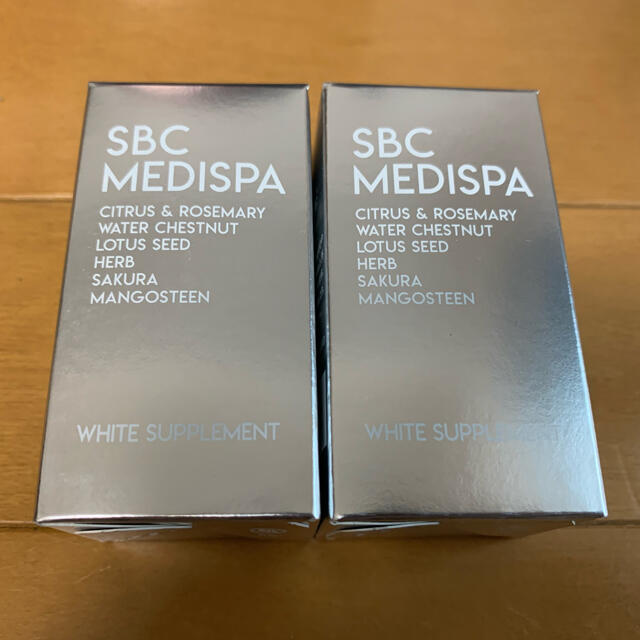 SBC
MEDISPA
CITRUS & ROSEMARY
WATER CHESTNUT
LOTUS SEED
HERB
SAKURA
MANGOSTEEN
WHITE SUPPLEMENT
SBC
MEDISPA
CITRUS & ROSEMARY
WATER CHESTNUT
LOTUS SEED
HERB
SAKURA
MANGOSTEEN
WHITE SUPPLEMENT